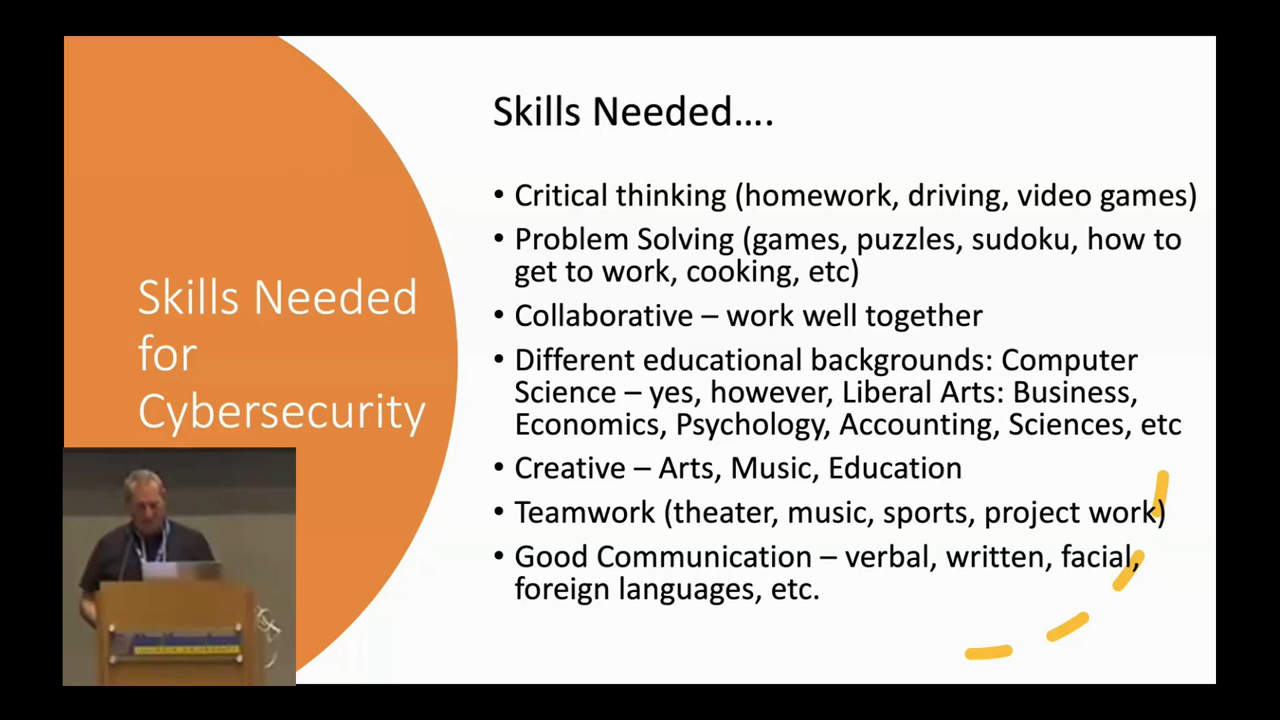 Skills Needed
for
Cybersecurity
Skills Needed....
• Critical thinking (homework, driving, video games)
• Problem Solving (games, puzzles, sudoku, how to
get to work, cooking, etc)
• Collaborative – work well together
• Different educational backgrounds: Computer
Science – yes, however, Liberal Arts: Business,
Economics, Psychology, Accounting, Sciences, etc
• Creative – Arts, Music, Education
• Teamwork (theater, music, sports, project work)
• Good Communication – verbal, written, facial,
foreign languages, etc.